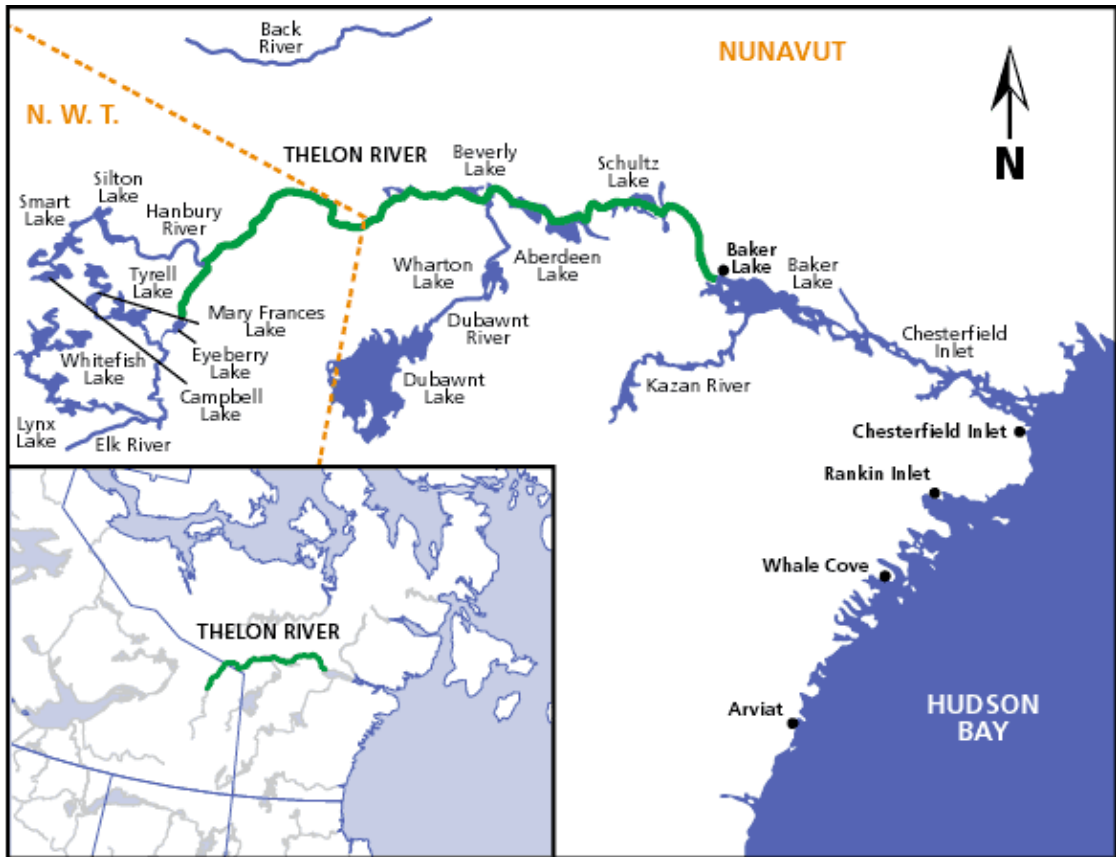 Back
River
NUNAVUT
N. W. T.
N
THELON RIVER
Beverly
Lake
Schultz
Lake
Silton
Lake
Smart
Lake
Hanbury
River
Aberdeen
Lake
Baker
Lake
Baker
Lake
Wharton
Lake
Tyrell
Lake
Mary Frances
Lake
Dubawnt
River
Chesterfield
Inlet
Eyeberry
Lake
Whitefish
Lake
Campbell
Lake
Dubawnt
Lake
Kazan River
Lynx
Lake
Elk River
Chesterfield Inlet
Rankin Inlet
Whale Cove
THELON RIVER
Arviat
HUDSON
BAY